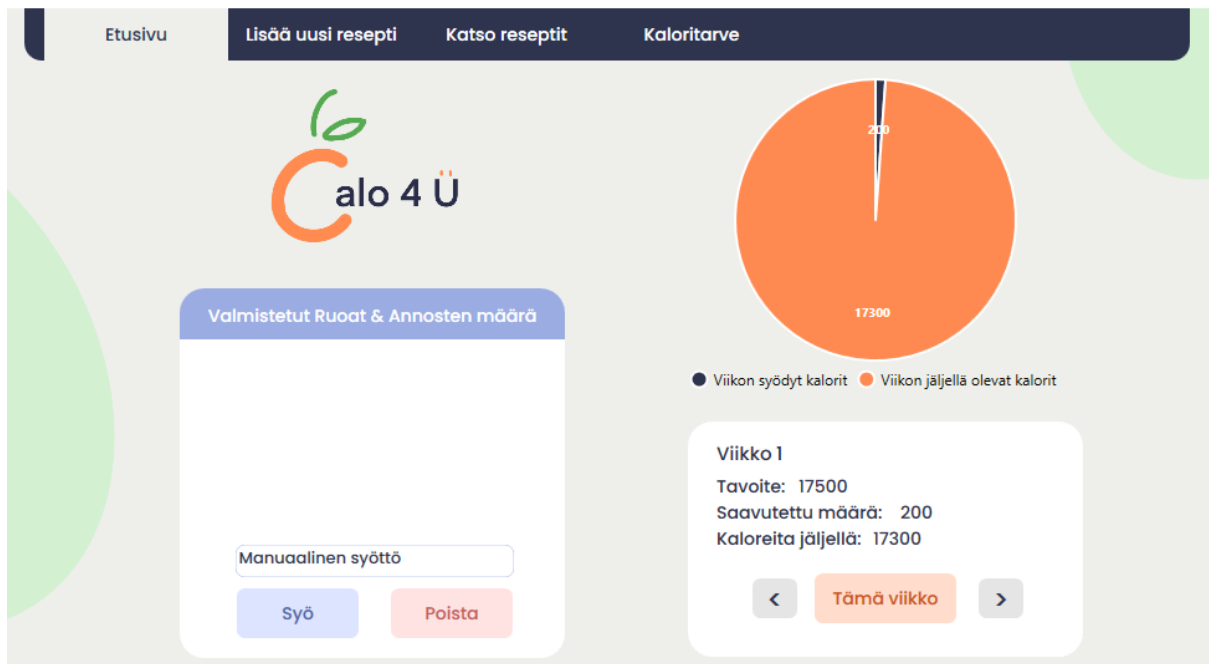 Etusivu Lisää uusi resepti Katso reseptit Kaloritarve
Calo 4 Ü
Valmistetut Ruoat & Annosten määrä
Manuaalinen syöttö
Syö Poista
200
17300
Viikon syödyt kalorit Viikon jäljellä olevat kalorit
Viikko 1
Tavoite: 17500
Saavutettu määrä: 200
Kaloreita jäljellä: 17300
< Tämä viikko >